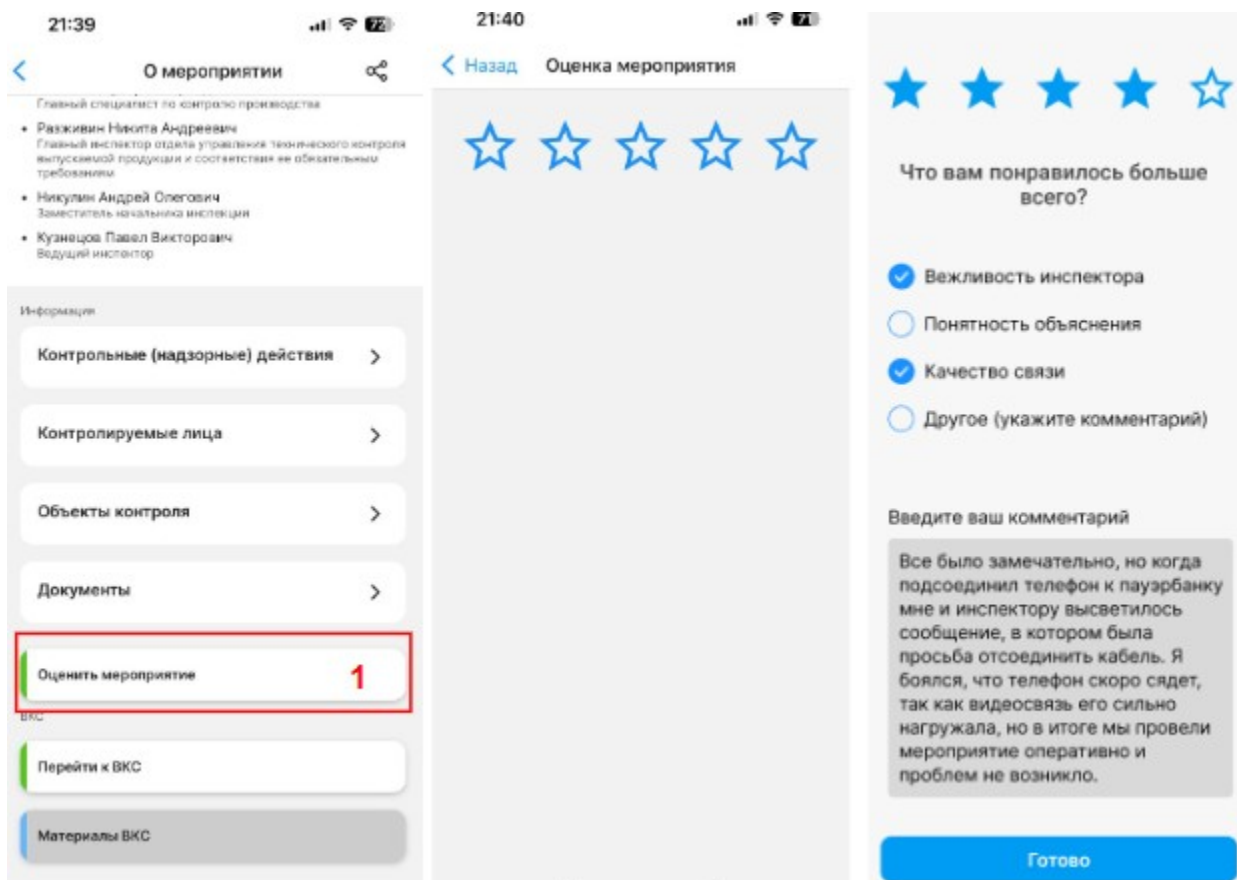 21:39
72
О мероприятии
Главный специалист по контролю производства
• Разживин Никита Андреевич
Главный инспектор отдела управления технического контроля
выпускаемой продукции и соответствия ее обязательным
требованиям
• Никулин Андрей Олегович
Заместитель начальника инспекции
• Кузнецов Павел Викторович
Ведущий инспектор
Информация
Контрольные (надзорные) действия
Контролируемые лица
Объекты контроля
Документы
Оценить мероприятие
1
ВКС
Перейти к ВКС
Материалы ВКС
21:40
71
Назад
Оценка мероприятия
Что вам понравилось больше
всего?
Вежливость инспектора
Понятность объяснения
Качество связи
Другое (укажите комментарий)
Введите ваш комментарий
Все было замечательно, но когда
подсоединил телефон к пауэрбанку
мне и инспектору высветилось
сообщение, в котором была
просьба отсоединить кабель. Я
боялся, что телефон скоро сядет,
так как видеосвязь его сильно
нагружала, но в итоге мы провели
мероприятие оперативно и
проблем не возникло.
Готово